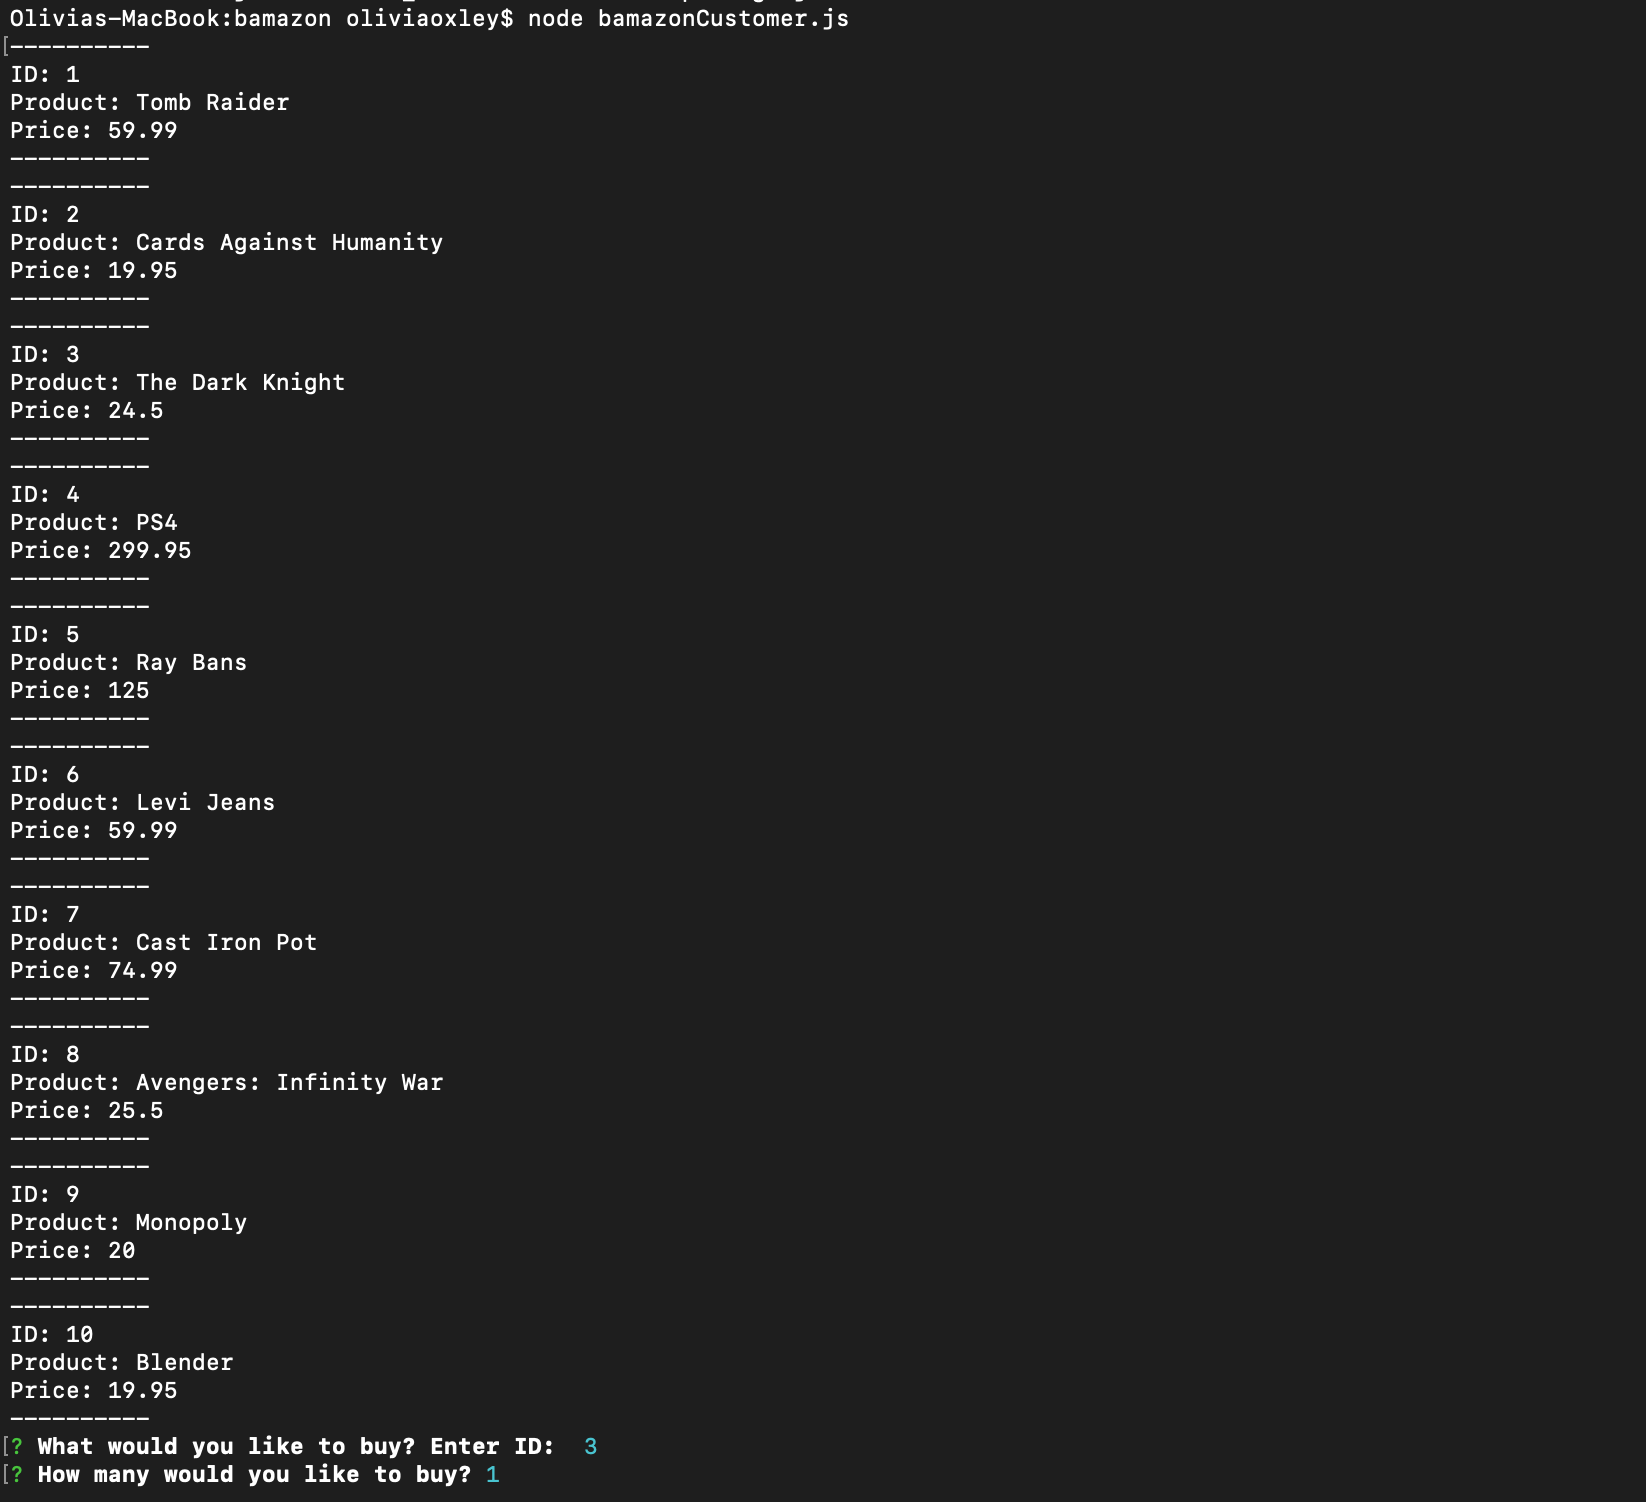 Olivias-MacBook:bamazon oliviaoxley$ node bamazonCustomer.js
[----------
ID: 1
Product: Tomb Raider
Price: 59.99
----------
----------
ID: 2
Product: Cards Against Humanity
Price: 19.95
----------
----------
ID: 3
Product: The Dark Knight
Price: 24.5
----------
----------
ID: 4
Product: PS4
Price: 299.95
----------
----------
ID: 5
Product: Ray Bans
Price: 125
----------
----------
ID: 6
Product: Levi Jeans
Price: 59.99
----------
----------
ID: 7
Product: Cast Iron Pot
Price: 74.99
----------
----------
ID: 8
Product: Avengers: Infinity War
Price: 25.5
----------
----------
ID: 9
Product: Monopoly
Price: 20
----------
----------
ID: 10
Product: Blender
Price: 19.95
----------
[? What would you like to buy? Enter ID:  3
[? How many would you like to buy? 1